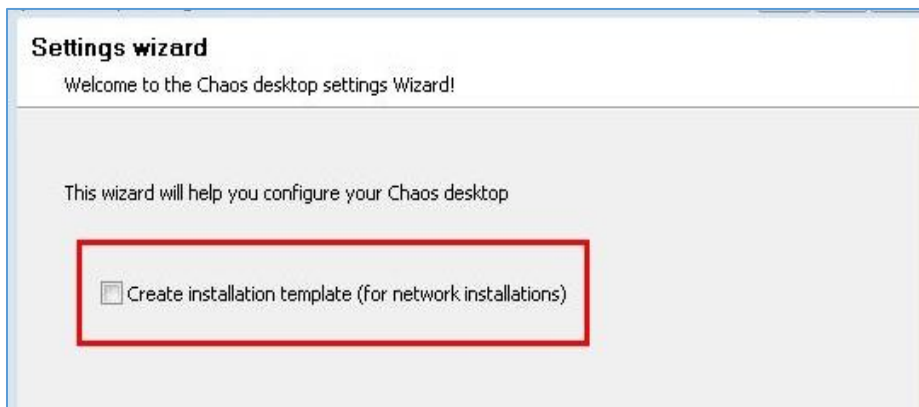 Settings wizard
Welcome to the Chaos desktop settings Wizard!
This wizard will help you configure your Chaos desktop
Create installation template (for network installations)